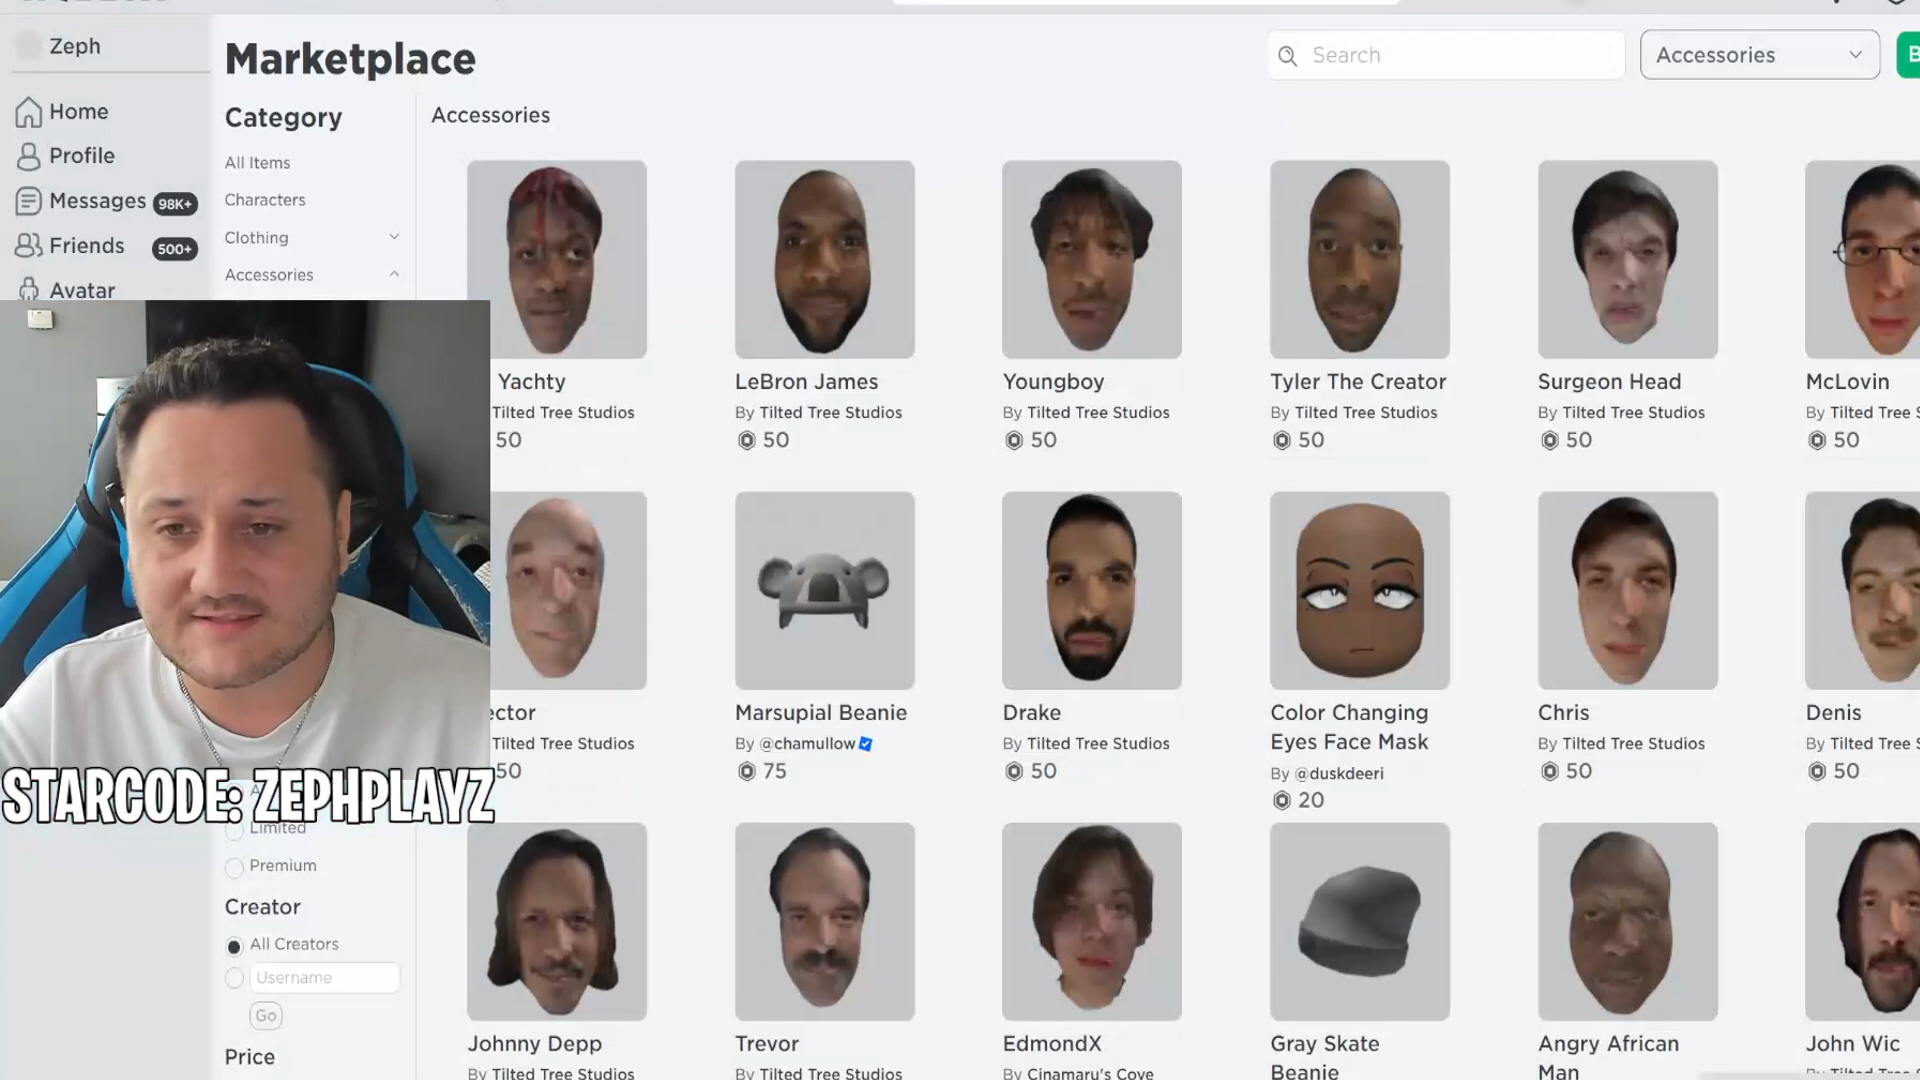 Zeph
Marketplace
Search
Accessories
B
Home
Category
Accessories
Profile
All Items
Messages 98K+
Characters
Friends 500+
Clothing
Avatar
Accessories
Yachty
LeBron James
Youngboy
Tyler The Creator
Surgeon Head
McLovin
Tilted Tree Studios
By Tilted Tree Studios
By Tilted Tree Studios
By Tilted Tree Studios
By Tilted Tree Studios
By Tilted Tree S
50
50
50
50
50
50
ector
Marsupial Beanie
Drake
Color Changing
Eyes Face Mask
Chris
Denis
Tilted Tree Studios
By @chamullow
By Tilted Tree Studios
By @duskdeeri
By Tilted Tree Studios
By Tilted Tree S
50
75
50
20
50
50
STARCODE: ZEPHPLAYZ
Limited
Premium
Creator
All Creators
Username
Go
Price
Johnny Depp
Trevor
EdmondX
Gray Skate
Beanie
Angry African
Man
John Wic
By Tilted Tree Studios
By Tilted Tree Studios
By Cinamaru's Cove